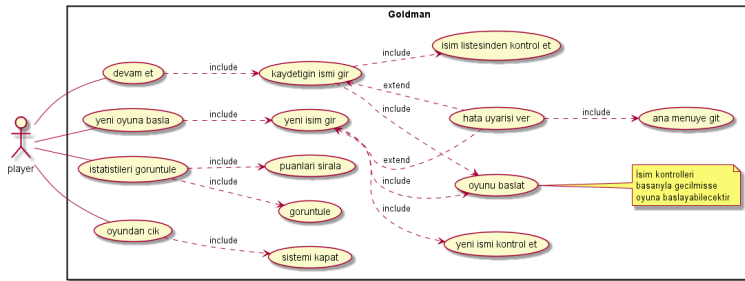 Goldman
isim listesinden kontrol et
include
devam et
include
kaydetigin ismi gir
extend
include
yeni oyuna basla
include
yeni isim gir
hata uyarisi ver
include
ana menuye git
player
istatistileri goruntule
include
puanlari sirala
extend
include
oyunu baslat
İsim kontrolleri
basarıyla gecilmisse
oyuna baslayabilecektir
include
goruntule
include
oyundan cik
include
sistemi kapat
yeni ismi kontrol et